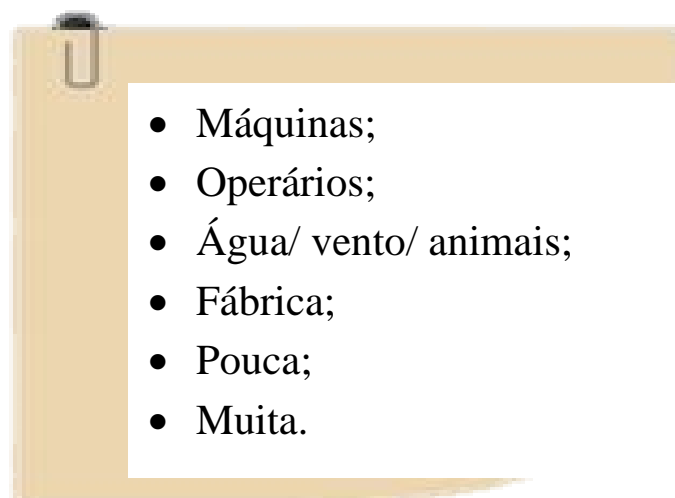 • Máquinas;
• Operários;
• Água/ vento/ animais;
• Fábrica;
• Pouca;
• Muita.